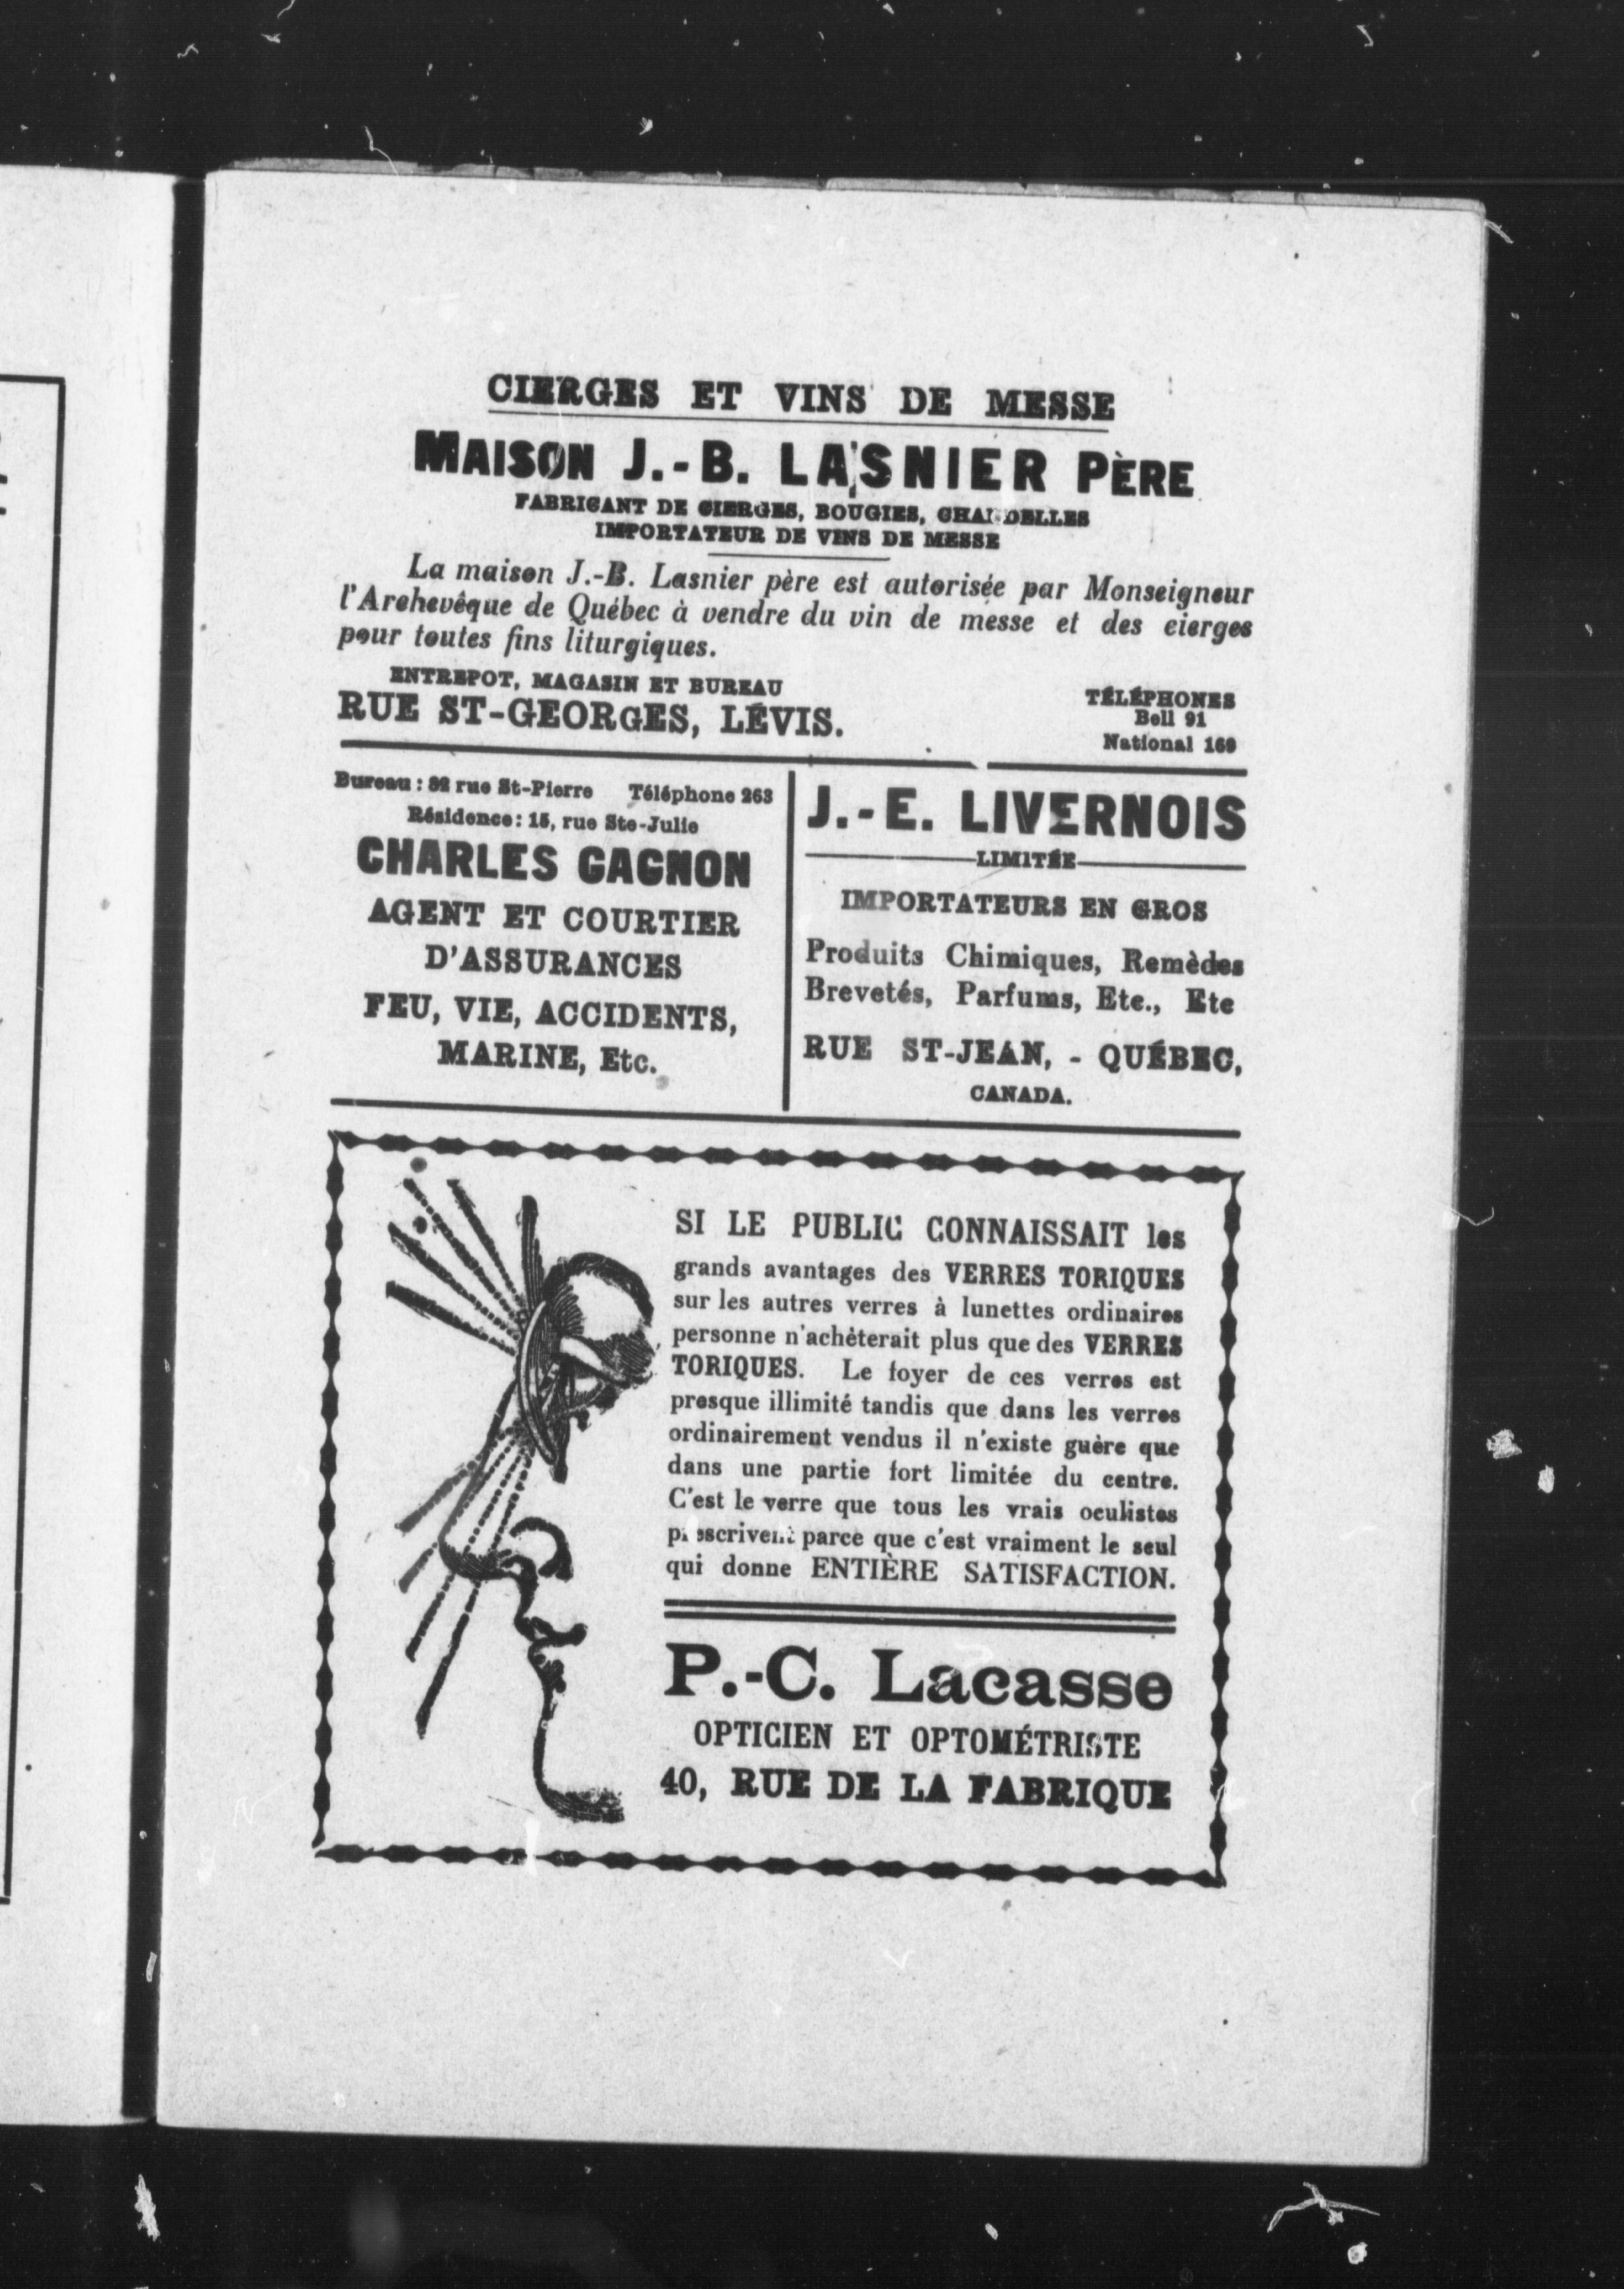 CIERGES ET VINS DE MESSE
MAISON J.-B. LASNIER PÈRE
FABRICANT DE CIERGES, BOUGIES, CHANDELLES
IMPORTATEUR DE VINS DE MESSE
La maison J.-B. Lasnier père est autorisée par Monseigneur
l'Archevêque de Québec à vendre du vin de messe et des cierges
pour toutes fins liturgiques.
ENTREPOT, MAGASIN ET BUREAU
RUE ST-GEORGES, LÉVIS.
TÉLÉPHONES
Bell 91
National 169
Bureau : 82 rue St-Pierre Téléphone 263
Résidence: 15, rue Ste-Julie
CHARLES GAGNON
AGENT ET COURTIER
D'ASSURANCES
FEU, VIE, ACCIDENTS,
MARINE, Etc.
J.-E. LIVERNOIS
LIMITÉE
IMPORTATEURS EN GROS
Produits Chimiques, Remèdes
Brevetés, Parfums, Etc., Etc
RUE ST-JEAN, - QUÉBEC,
CANADA.
SI LE PUBLIC CONNAISSAIT les
grands avantages des VERRES TORIQUES
sur les autres verres à lunettes ordinaires
personne n'achèterait plus que des VERRES
TORIQUES. Le foyer de ces verres est
presque illimité tandis que dans les verres
ordinairement vendus il n'existe guère que
dans une partie fort limitée du centre.
C'est le verre que tous les vrais oculistes
prescrivent parce que c'est vraiment le seul
qui donne ENTIÈRE SATISFACTION.
P.-C. Lacasse
OPTICIEN ET OPTOMÉTRISTE
40, RUE DE LA FABRIQUE